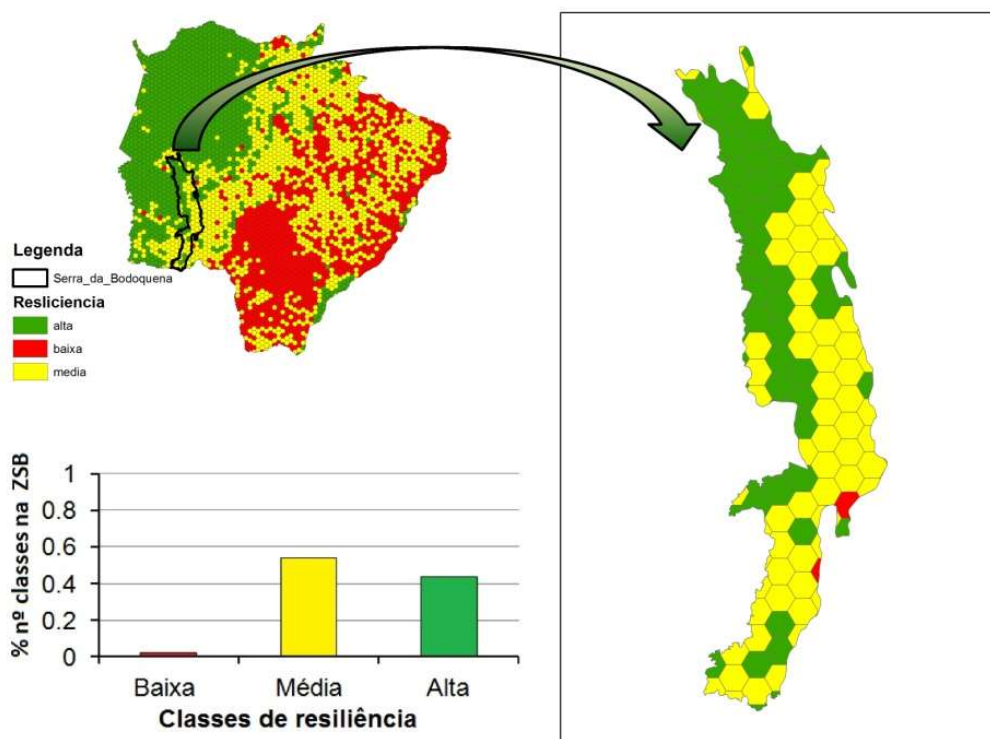 Legenda
Serra_da_Bodoquena
Resliciencia
alta
baixa
media
% nº classes na ZSB
1
0.8
0.6
0.4
0.2
0
Baixa Média Alta
Classes de resiliência